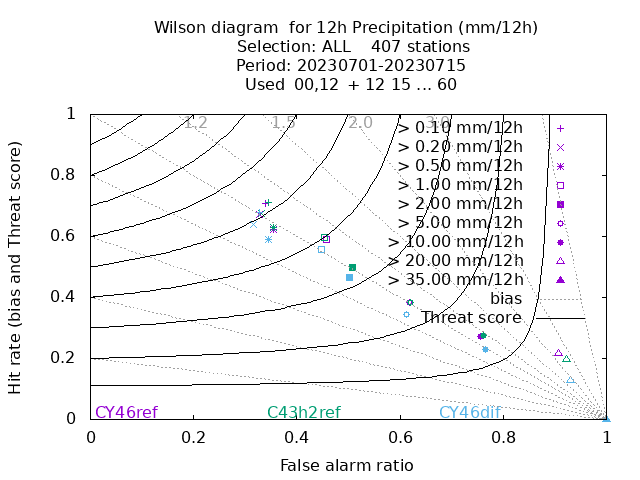 Wilson diagram  for 12h Precipitation (mm/12h)
Selection: ALL    407 stations
Period: 20230701-20230715
Used  00,12  + 12 15 ... 60
Hit rate (bias and Threat score)
1
0.8
0.6
0.4
0.2
0
1.2 1.5 2.0 3.0
> 0.10 mm/12h
> 0.20 mm/12h
> 0.50 mm/12h
> 1.00 mm/12h
> 2.00 mm/12h
> 5.00 mm/12h
> 10.00 mm/12h
> 20.00 mm/12h
> 35.00 mm/12h
bias
Threat score
CY46ref C43h2ref CY46dif
0 0.2 0.4 0.6 0.8 1
False alarm ratio